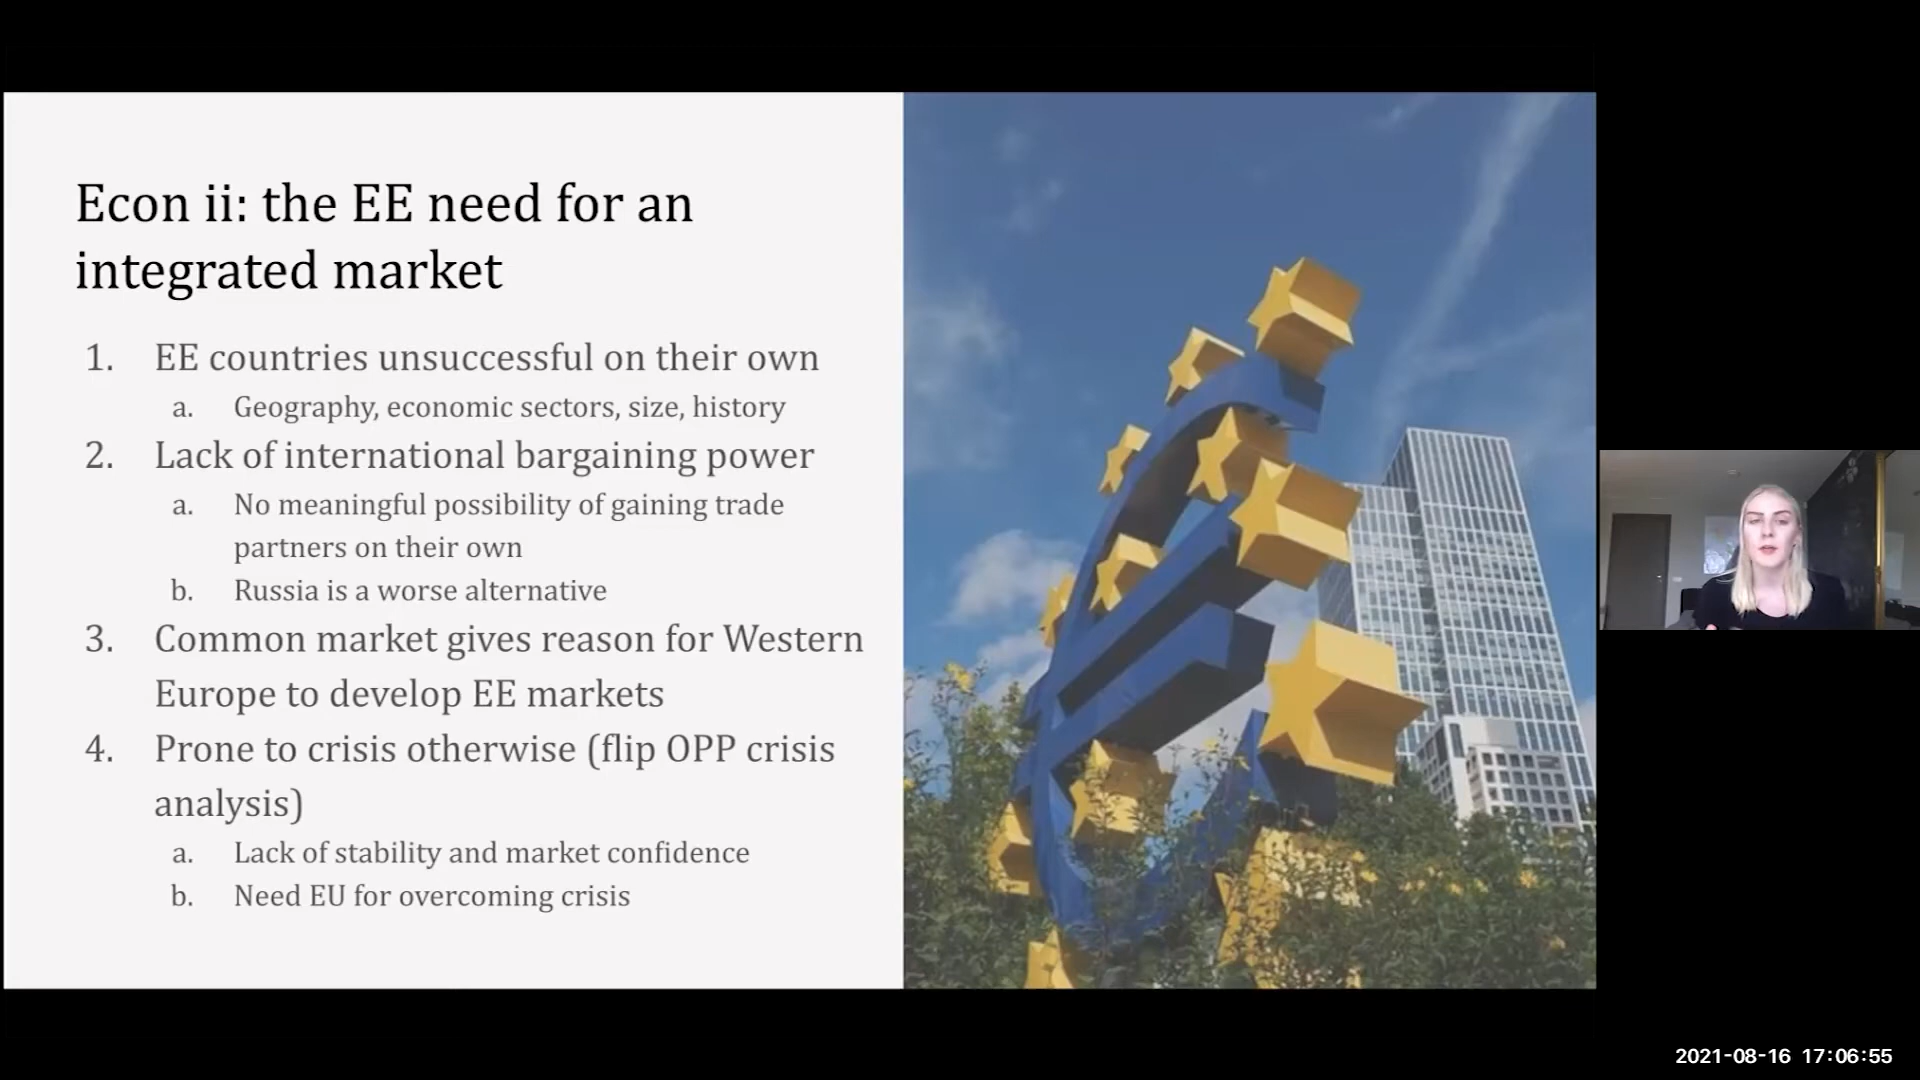 Econ ii: the EE need for an
integrated market
1. EE countries unsuccessful on their own
a. Geography, economic sectors, size, history
2. Lack of international bargaining power
a. No meaningful possibility of gaining trade
partners on their own
b. Russia is a worse alternative
3. Common market gives reason for Western
Europe to develop EE markets
4. Prone to crisis otherwise (flip OPP crisis
analysis)
a. Lack of stability and market confidence
b. Need EU for overcoming crisis
2021-08-16 17:06:55